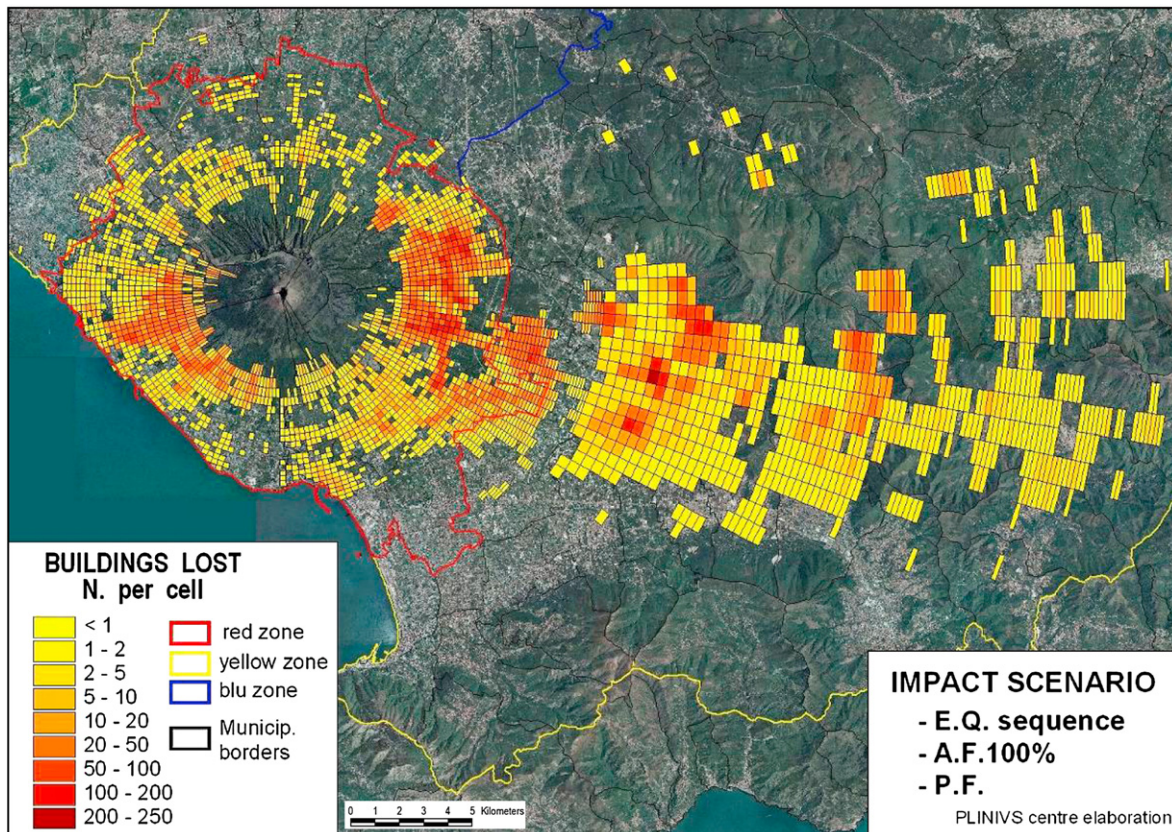 BUILDINGS LOST
N. per cell
< 1
1 - 2
2 - 5
5 - 10
10 - 20
20 - 50
50 - 100
100 - 200
200 - 250
red zone
yellow zone
blu zone
Municip.
borders
0 1 2 3 4 5 Kilometers
IMPACT SCENARIO
- E.Q. sequence
- A.F.100%
- P.F.
PLINIVS centre elaboration